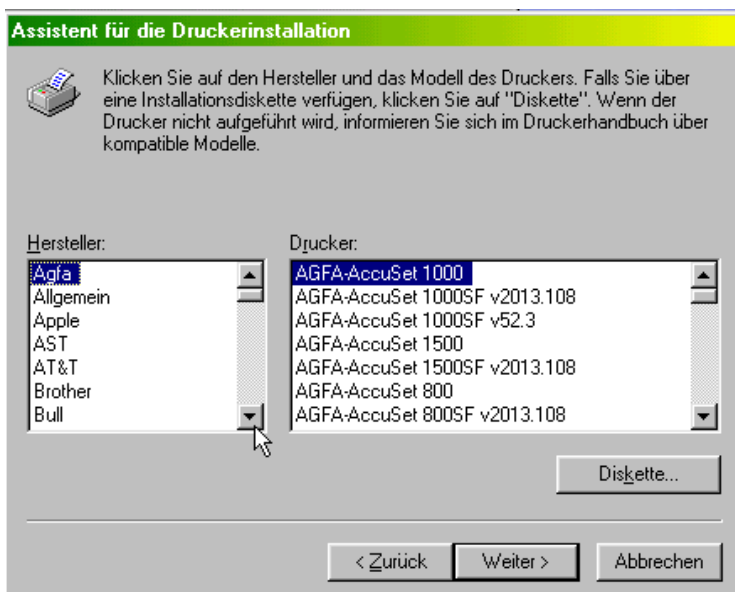 Assistent für die Druckerinstallation
Klicken Sie auf den Hersteller und das Modell des Druckers. Falls Sie über
eine Installationsdiskette verfügen, klicken Sie auf "Diskette". Wenn der
Drucker nicht aufgeführt wird, informieren Sie sich im Druckerhandbuch über
kompatible Modelle.
Hersteller:
Agfa
Allgemein
Apple
AST
AT&T
Brother
Bull
Drucker:
AGFA-AccuSet 1000
AGFA-AccuSet 1000SF v2013.108
AGFA-AccuSet 1000SF v52.3
AGFA-AccuSet 1500
AGFA-AccuSet 1500SF v2013.108
AGFA-AccuSet 800
AGFA-AccuSet 800SF v2013.108
Diskette...
< Zurück
Weiter >
Abbrechen